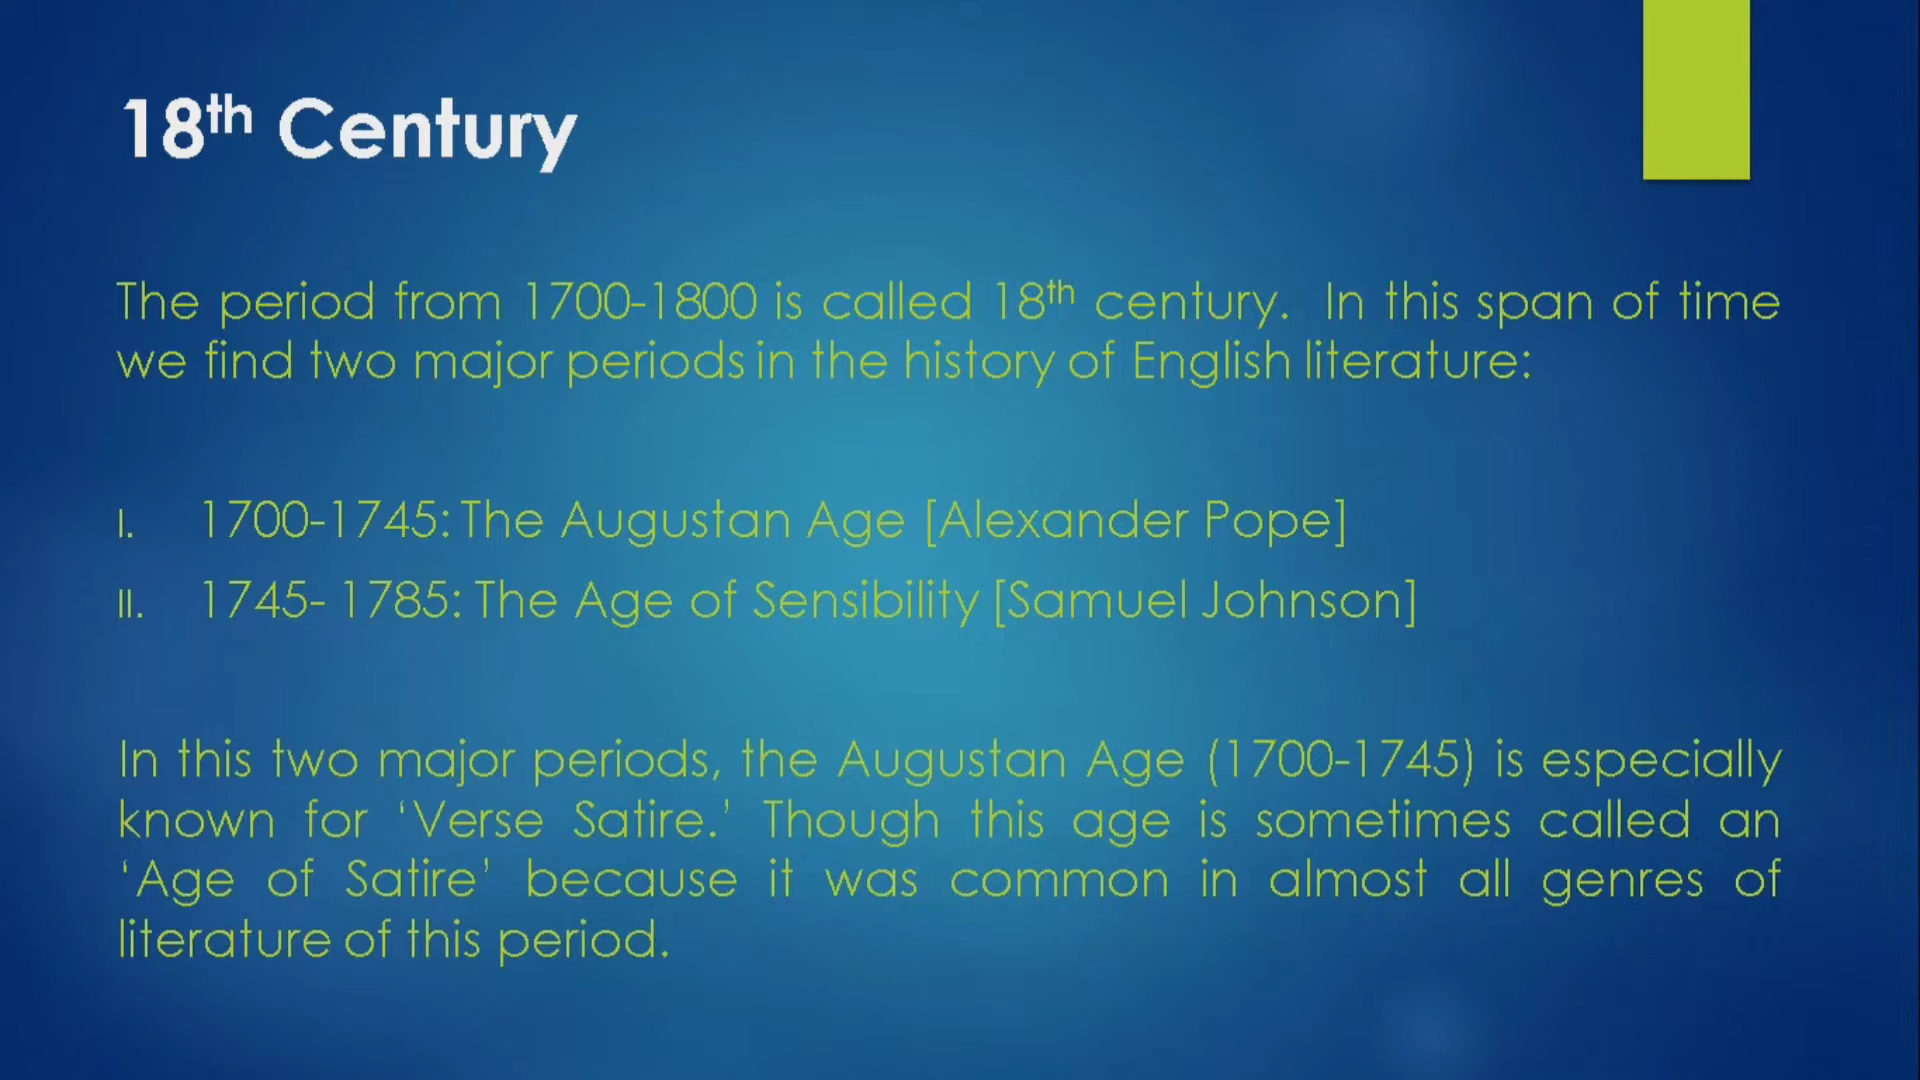 18th Century
The period from 1700-1800 is called 18th century. In this span of time
we find two major periods in the history of English literature:
I. 1700-1745: The Augustan Age [Alexander Pope]
II. 1745- 1785: The Age of Sensibility [Samuel Johnson]
In this two major periods, the Augustan Age (1700-1745) is especially
known for ‘Verse Satire.’ Though this age is sometimes called an
‘Age of Satire’ because it was common in almost all genres of
literature of this period.